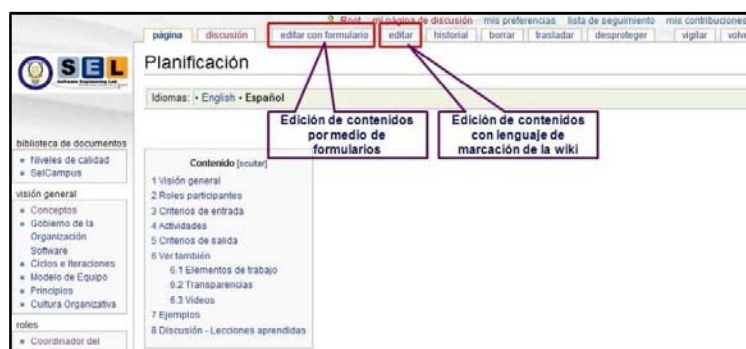 Root mi página de discusión mis preferencias lista de seguimiento mis contribuciones
página discusión editar con formulario editar historial borrar trasladar desproteger vigilar
SEL
Software Engineering Lab
Planificación
Idiomas: • English • Español
Edición de contenidos
por medio de
formularios
Edición de contenidos
con lenguaje de
marcación de la wiki
biblioteca de documentos
Niveles de calidad
SelCampus
visión general
Conceptos
Gobierno de la
Organización
Software
Ciclos e Iteraciones
Modelo de Equipo
Principios
Cultura Organizativa
roles
Coordinador del
Contenido [ocultar]
1 Visión general
2 Roles participantes
3 Criterios de entrada
4 Actividades
5 Criterios de salida
6 Ver también
6.1 Elementos de trabajo
6.2 Transparencias
6.3 Videos
7 Ejemplos
8 Discusión - Lecciones aprendidas